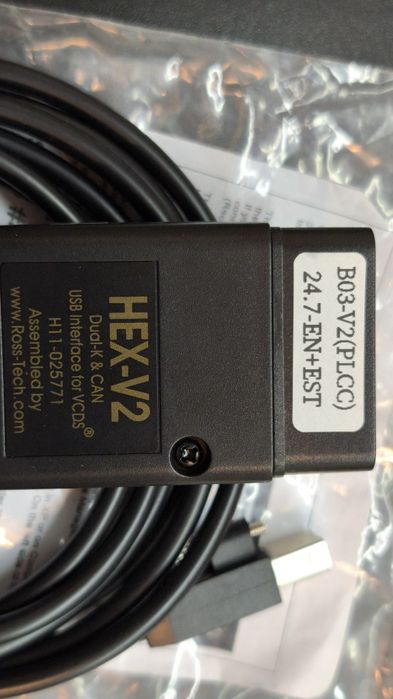 B03-V2(PLCC)
24.7-EN+EST
HEX-V2
Dual-K & CAN
USB Interface for VCDS®
H11-025771
Assembled by
www.Ross-Tech.com